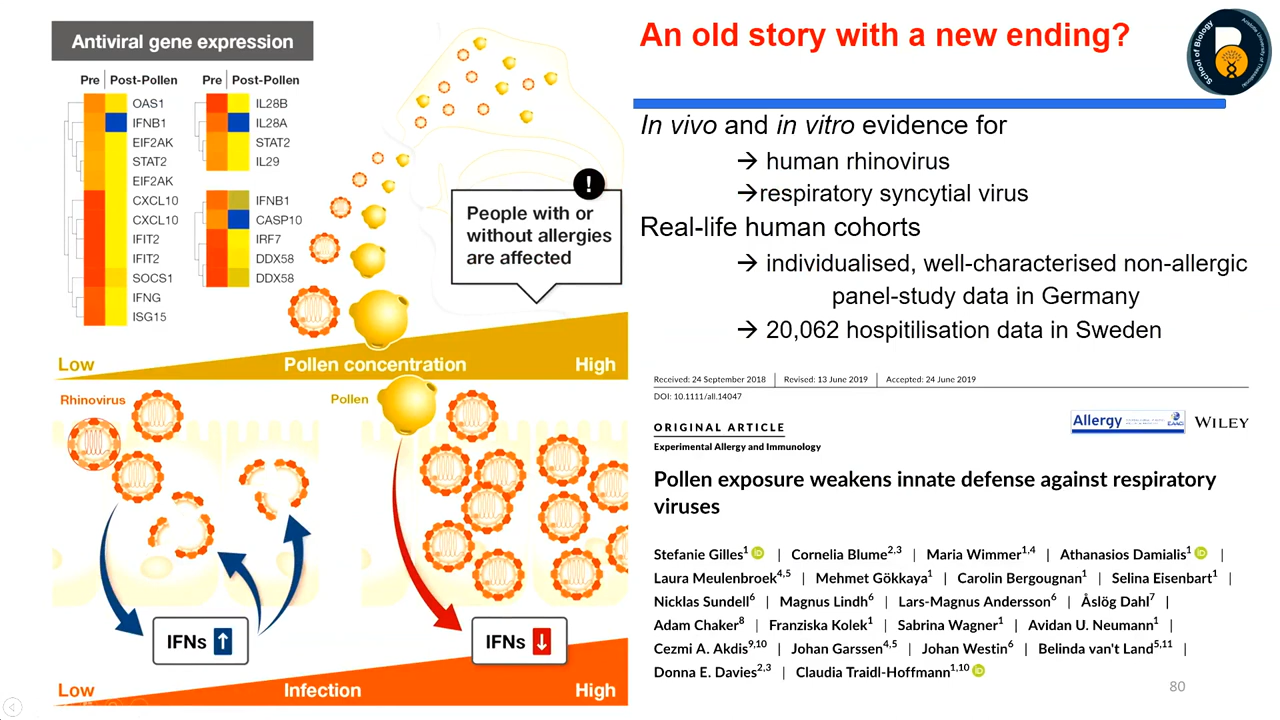 Antiviral gene expression
Pre Post-Pollen
OAS1
IFNB1
EIF2AK
STAT2
EIF2AK
CXCL10
CXCL10
IFIT2
IFIT2
SOCS1
IFNG
ISG15
Pre Post-Pollen
IL28B
IL28A
STAT2
IL29
IFNB1
CASP10
IRF7
DDX58
DDX58
!
People with or
without allergies
are affected
Low Pollen concentration High
Rhinovirus
Pollen
IFNs ↑
IFNs ↓
Low Infection High
An old story with a new ending?
School of Biology
Aristotle University of Thessaloniki
In vivo and in vitro evidence for
→ human rhinovirus
→respiratory syncytial virus
Real-life human cohorts
→ individualised, well-characterised non-allergic
panel-study data in Germany
→ 20,062 hospitilisation data in Sweden
Received: 24 September 2018 | Revised: 13 June 2019 | Accepted: 24 June 2019
DOI: 10.1111/all.14047
ORIGINAL ARTICLE
Experimental Allergy and Immunology
Allergy EAACI WILEY
Pollen exposure weakens innate defense against respiratory
viruses
Stefanie Gilles1 iD | Cornelia Blume2,3 | Maria Wimmer1,4 | Athanasios Damialis1 iD |
Laura Meulenbroek4,5 | Mehmet Gökkaya1 | Carolin Bergougnan1 | Selina Eisenbart1 |
Nicklas Sundell6 | Magnus Lindh6 | Lars-Magnus Andersson6 | Åslög Dahl7 |
Adam Chaker8 | Franziska Kolek1 | Sabrina Wagner1 | Avidan U. Neumann1 |
Cezmi A. Akdis9,10 | Johan Garssen4,5 | Johan Westin6 | Belinda van't Land5,11 |
Donna E. Davies2,3 | Claudia Traidl-Hoffmann1,10 iD
80